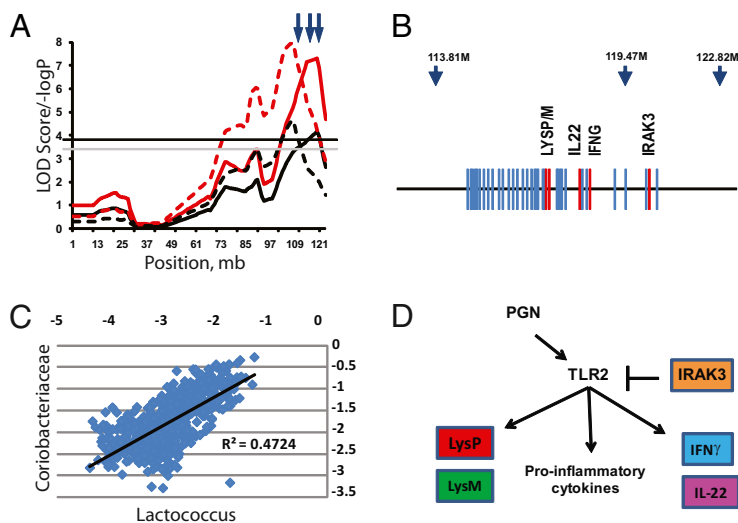 A
LOD Score/-logP
8
7
6
5
4
3
2
1
0
1 13 25 37 49 61 73 85 97 109 121
Position, mb
B
113.81M 119.47M 122.82M
LYSP/M IL22 IFNG IRAK3
C
-5 -4 -3 -2 -1 0
Coriobacteriaceae
0
-0.5
-1
-1.5
-2
-2.5
-3
-3.5
R² = 0.4724
Lactococcus
D
PGN
TLR2
IRAK3
LysP
LysM
Pro-inflammatory
cytokines
IFNγ
IL-22